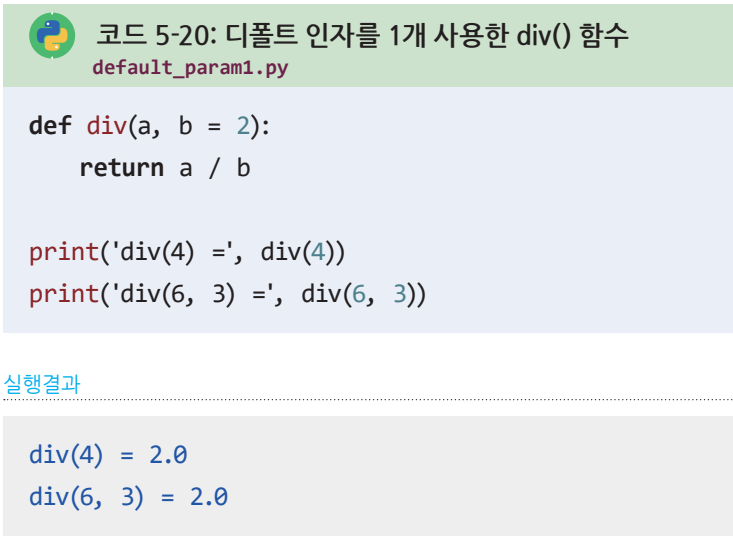 코드 5-20: 디폴트 인자를 1개 사용한 div() 함수
default_param1.py
def div(a, b = 2):
    return a / b
print('div(4) =', div(4))
print('div(6, 3) =', div(6, 3))
실행결과
div(4) = 2.0
div(6, 3) = 2.0